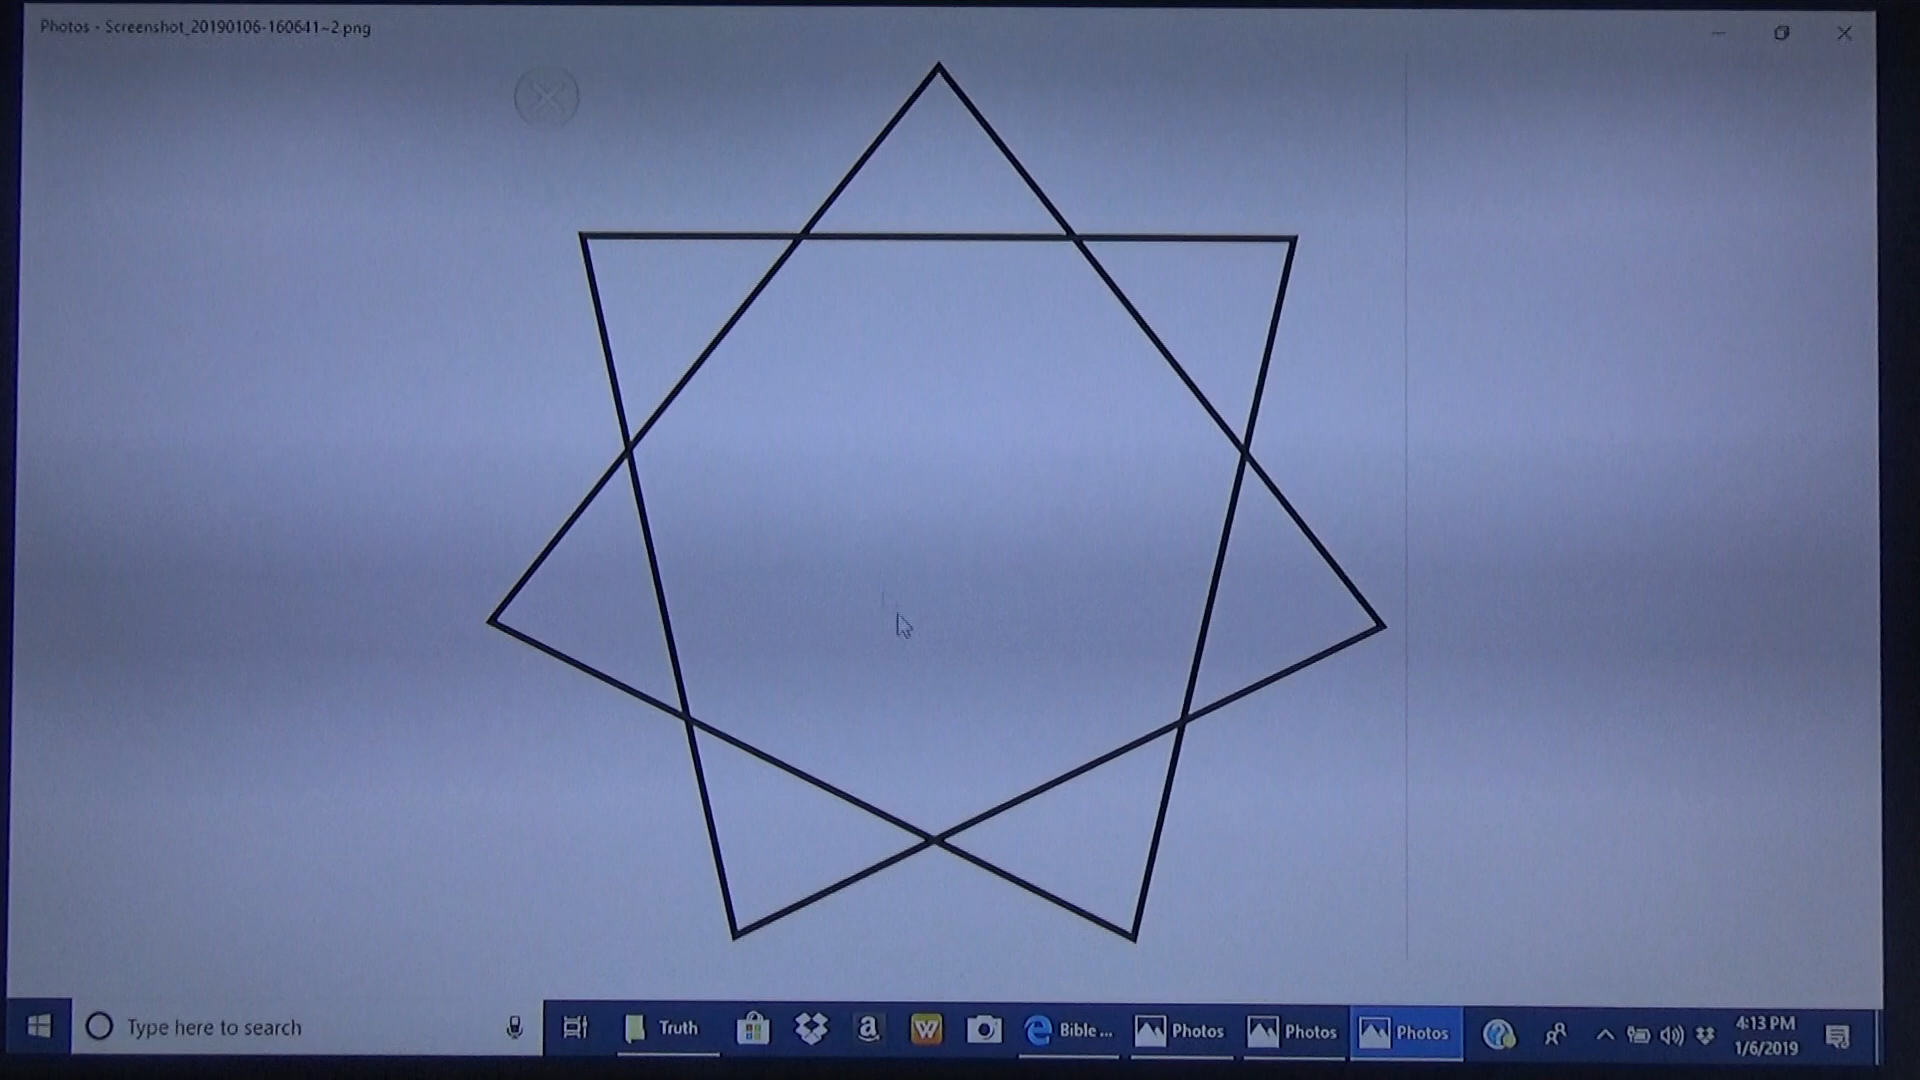 Photos - Screenshot_20190106-160641~2.png
Type here to search
Truth
a
W
Bible ...
Photos
Photos
Photos
4:13 PM
1/6/2019